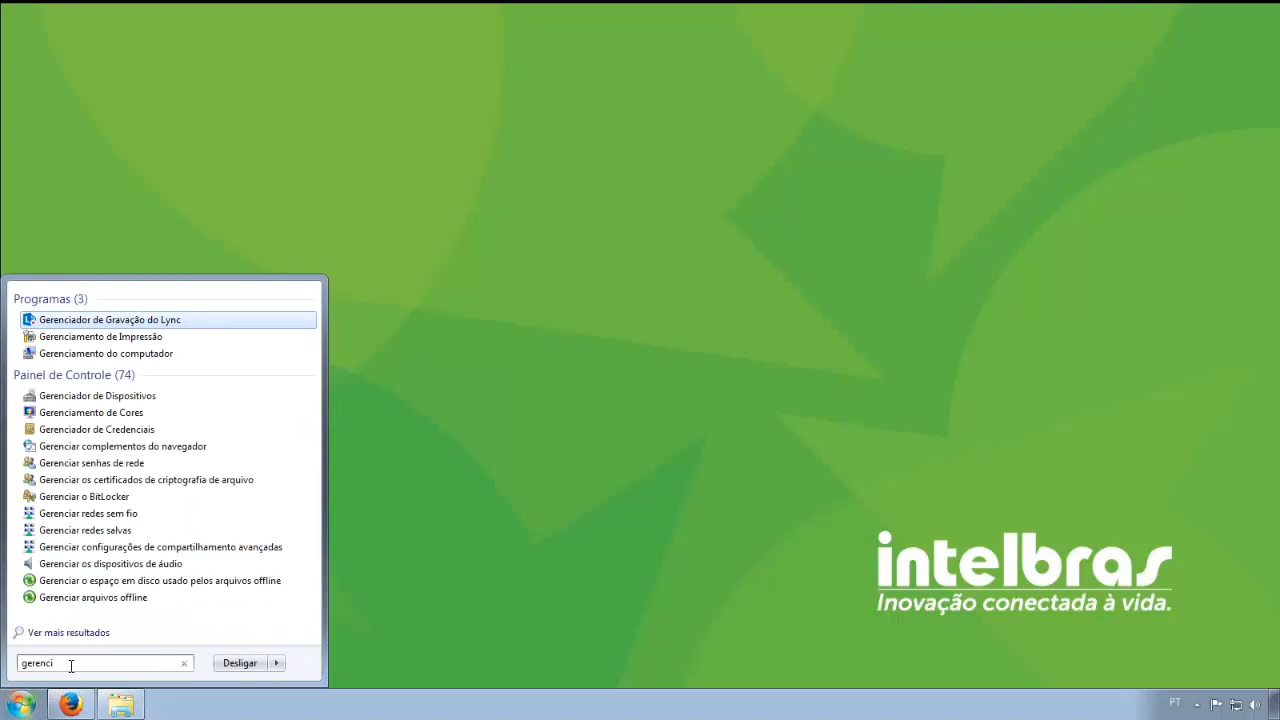 Programas (3)
Gerenciador de Gravação do Lync
Gerenciamento de Impressão
Gerenciamento do computador
Painel de Controle (74)
Gerenciador de Dispositivos
Gerenciamento de Cores
Gerenciador de Credenciais
Gerenciar complementos do navegador
Gerenciar senhas de rede
Gerenciar os certificados de criptografia de arquivo
Gerenciar o BitLocker
Gerenciar redes sem fio
Gerenciar redes salvas
Gerenciar configurações de compartilhamento avançadas
Gerenciar os dispositivos de áudio
Gerenciar o espaço em disco usado pelos arquivos offline
Gerenciar arquivos offline
Ver mais resultados
gerenci
Desligar
intelbras
Inovação conectada à vida.
PT